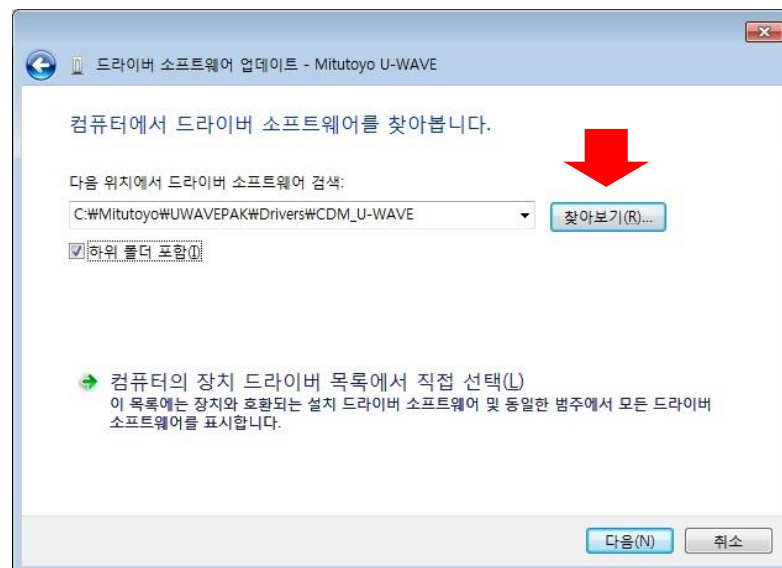 드라이버 소프트웨어 업데이트 - Mitutoyo U-WAVE
컴퓨터에서 드라이버 소프트웨어를 찾아봅니다.
다음 위치에서 드라이버 소프트웨어 검색:
C:₩Mitutoyo₩UWAVEPAK₩Drivers₩CDM_U-WAVE
찾아보기(R)...
하위 폴더 포함(I)
컴퓨터의 장치 드라이버 목록에서 직접 선택(L)
이 목록에는 장치와 호환되는 설치 드라이버 소프트웨어 및 동일한 범주에서 모든 드라이버
소프트웨어를 표시합니다.
다음(N)
취소